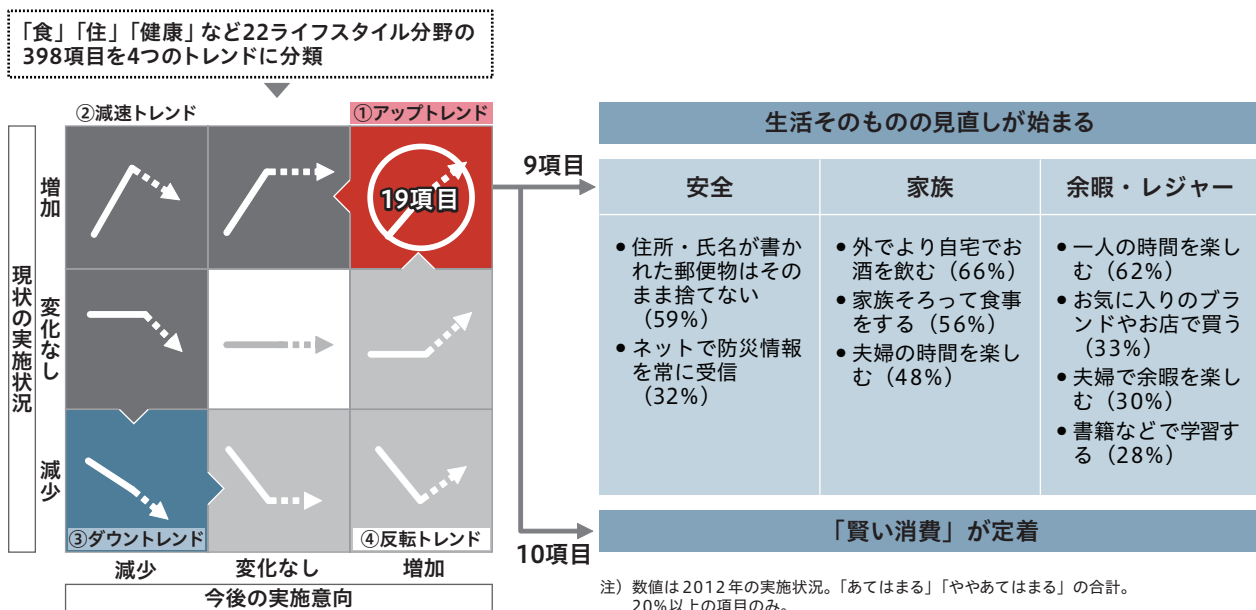 「食」「住」「健康」など22ライフスタイル分野の
398項目を4つのトレンドに分類
②減速トレンド
①アップトレンド
現状の実施状況
増加
変化なし
減少
19項目
③ダウントレンド
④反転トレンド
減少
変化なし
増加
今後の実施意向
9項目
10項目
生活そのものの見直しが始まる
安全
・住所・氏名が書か
れた郵便物はその
まま捨てない
（59%）
・ネットで防災情報
を常に受信
（32%）
家族
・外でより自宅でお
酒を飲む（66%）
・家族そろって食事
をする（56%）
・夫婦の時間を楽し
む（48%）
余暇・レジャー
・一人の時間を楽し
む（62%）
・お気に入りのブラ
ンドやお店で買う
（33%）
・夫婦で余暇を楽し
む（30%）
・書籍などで学習す
る（28%）
「賢い消費」が定着
注）数値は2012年の実施状況。「あてはまる」「ややあてはまる」の合計。
20%以上の項目のみ。